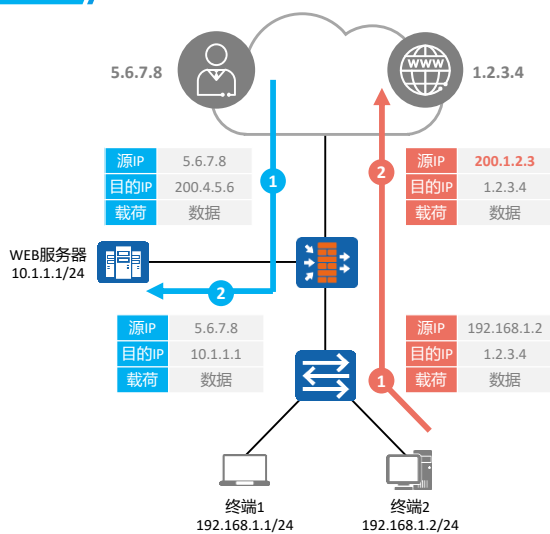 5.6.7.8
WWW
1.2.3.4
源IP 5.6.7.8
目的IP 200.4.5.6
载荷 数据
1
2
源IP 200.1.2.3
目的IP 1.2.3.4
载荷 数据
WEB服务器
10.1.1.1/24
2
源IP 5.6.7.8
目的IP 10.1.1.1
载荷 数据
1
源IP 192.168.1.2
目的IP 1.2.3.4
载荷 数据
终端1
192.168.1.1/24
终端2
192.168.1.2/24